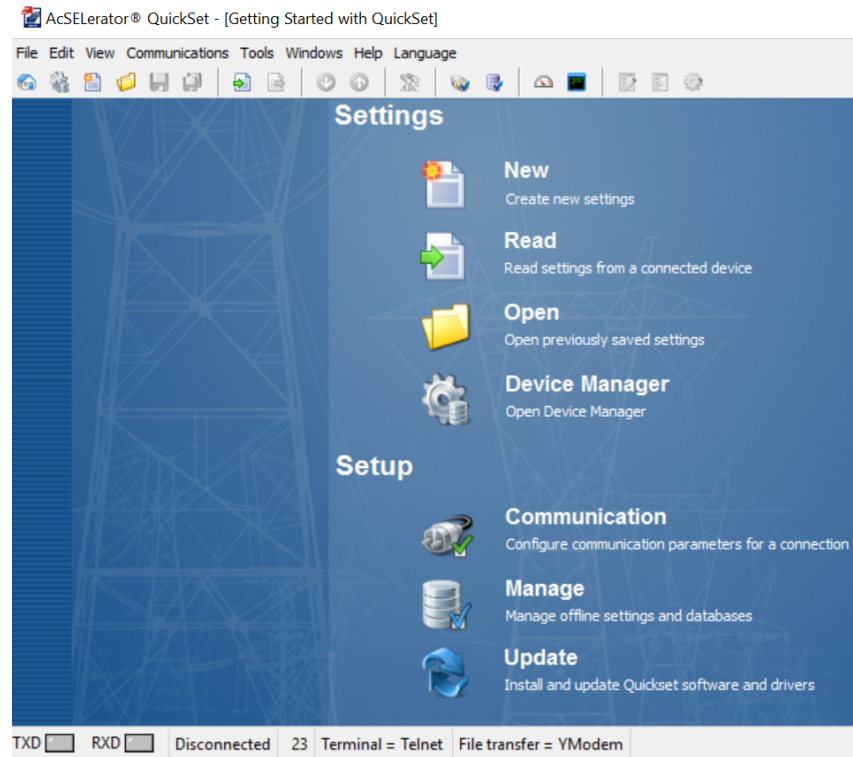 AcSELerator® QuickSet - [Getting Started with QuickSet]
File Edit View Communications Tools Windows Help Language
Settings
New
Create new settings
Read
Read settings from a connected device
Open
Open previously saved settings
Device Manager
Open Device Manager
Setup
Communication
Configure communication parameters for a connection
Manage
Manage offline settings and databases
Update
Install and update Quickset software and drivers
TXD RXD Disconnected 23 Terminal = Telnet File transfer = YModem